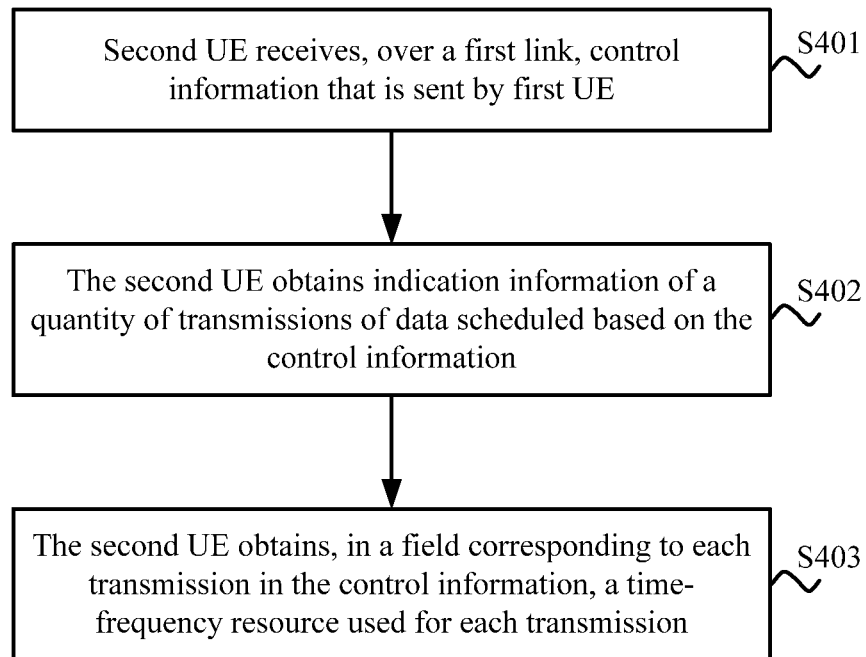 Second UE receives, over a first link, control
information that is sent by first UE
S401
The second UE obtains indication information of a
quantity of transmissions of data scheduled based on the
control information
S402
The second UE obtains, in a field corresponding to each
transmission in the control information, a time-
frequency resource used for each transmission
S403